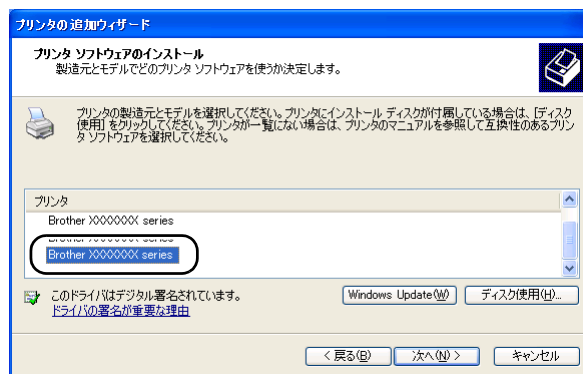 プリンタの追加ウィザード
プリンタ ソフトウェアのインストール
製造元とモデルでどのプリンタ ソフトウェアを使うか決定します。
プリンタの製造元とモデルを選択してください。プリンタにインストール ディスクが付属している場合は、[ディスク
使用] をクリックしてください。プリンタが一覧にない場合は、プリンタのマニュアルを参照して互換性のあるプリン
タ ソフトウェアを選択してください。
プリンタ
Brother XXXXXXX series
Brother XXXXXXX series
Brother XXXXXXX series
このドライバはデジタル署名されています。
ドライバの署名が重要な理由
Windows Update(W)
ディスク使用(H)...
< 戻る(B)
次へ(N) >
キャンセル